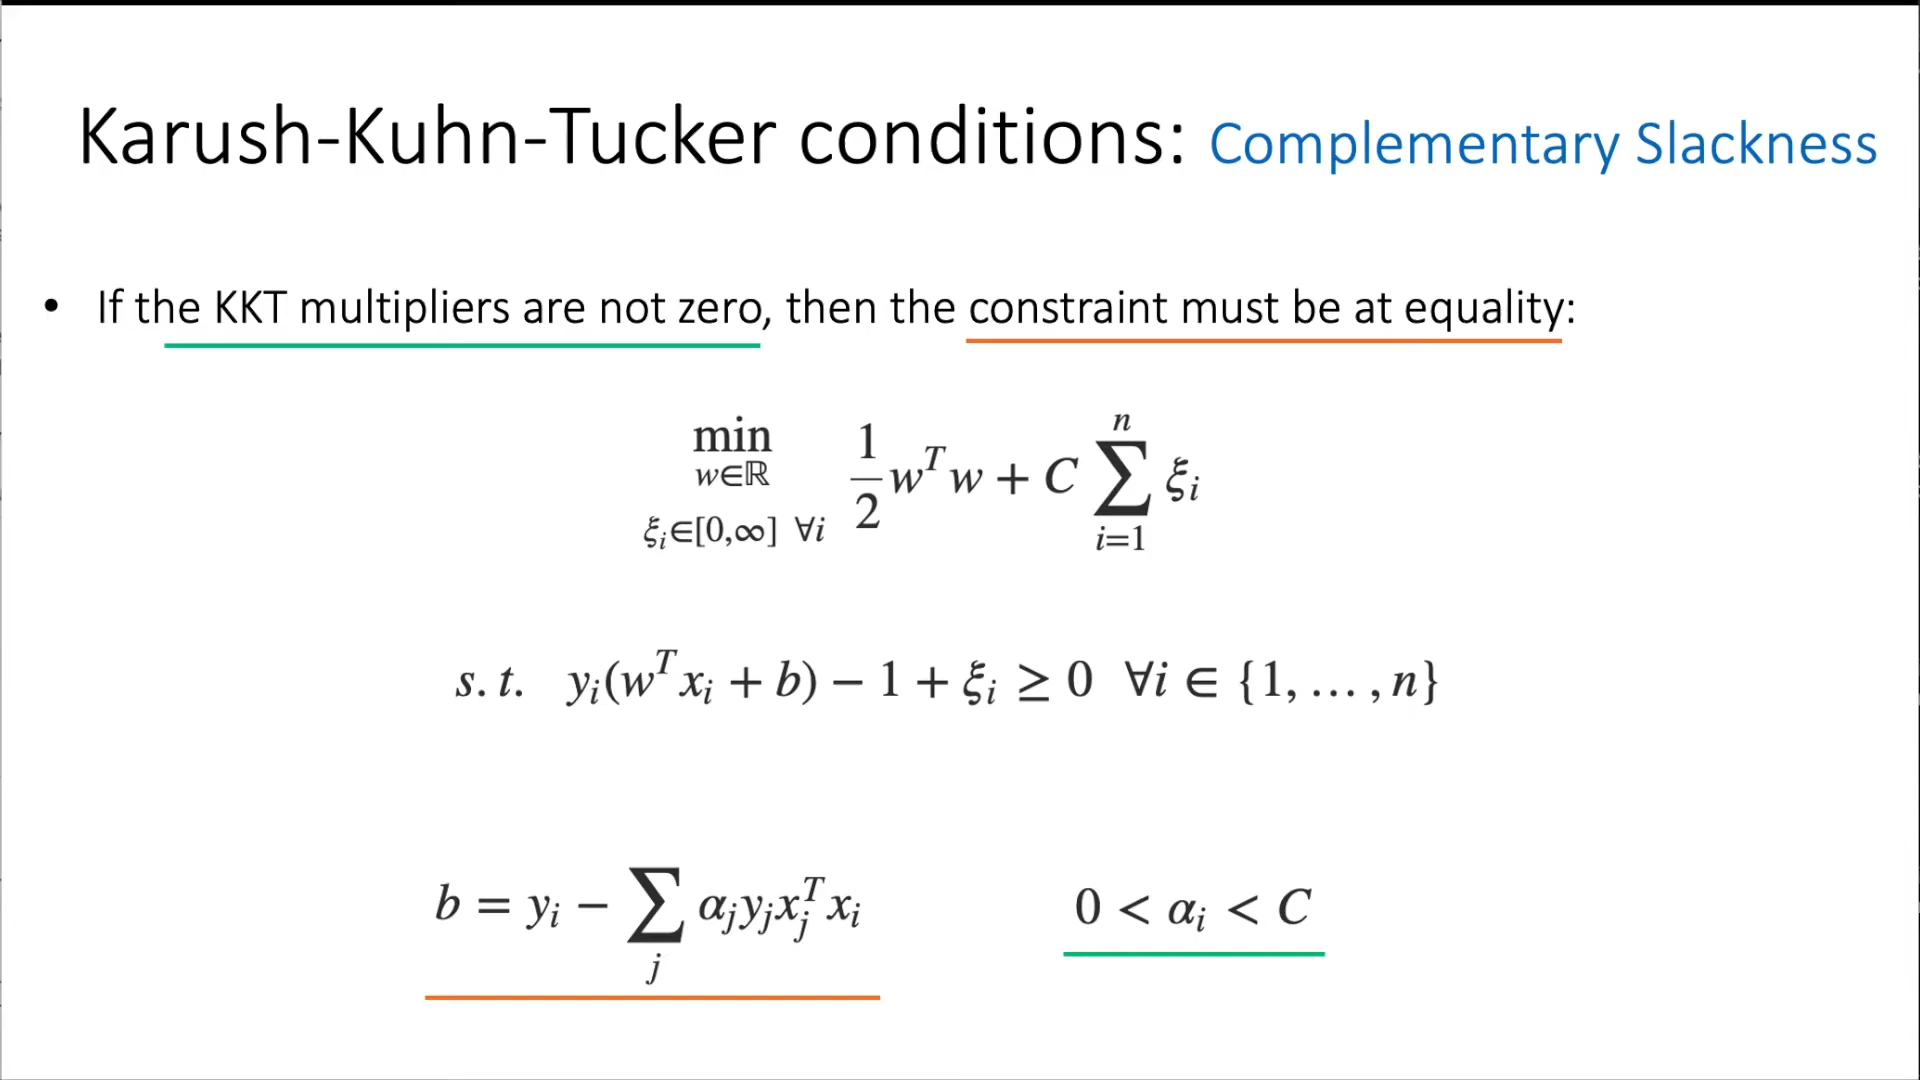 Karush-Kuhn-Tucker conditions: Complementary Slackness
• If the KKT multipliers are not zero, then the constraint must be at equality:
min_{w∈ℝ, ξ_i∈[0,∞] ∀i} \frac{1}{2} w^T w + C ∑_{i=1}^{n} ξ_i
s. t. y_i(w^T x_i + b) − 1 + ξ_i ≥ 0 ∀i ∈ {1, … , n}
b = y_i − ∑_j α_j y_j x_j^T x_i 0 < α_i < C